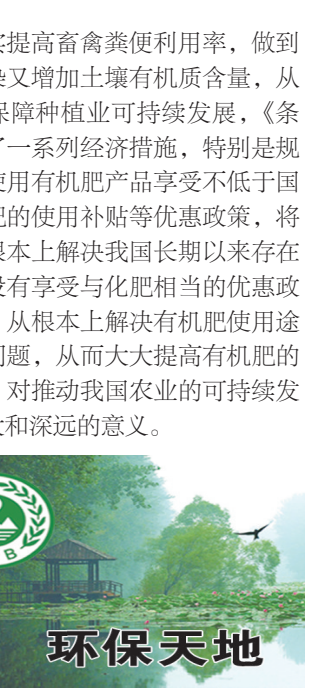 提高畜禽粪便利用率，做到
又增加土壤有机质含量，从
保障种植业可持续发展，《条
一系列经济措施，特别是规
使用有机肥产品享受不低于国
的使用补贴等优惠政策，将
根本上解决我国长期以来存在
没有享受与化肥相当的优惠政
从根本上解决有机肥使用途
问题，从而大大提高有机肥的
对推动我国农业的可持续发
和深远的意义。
B
环保天地